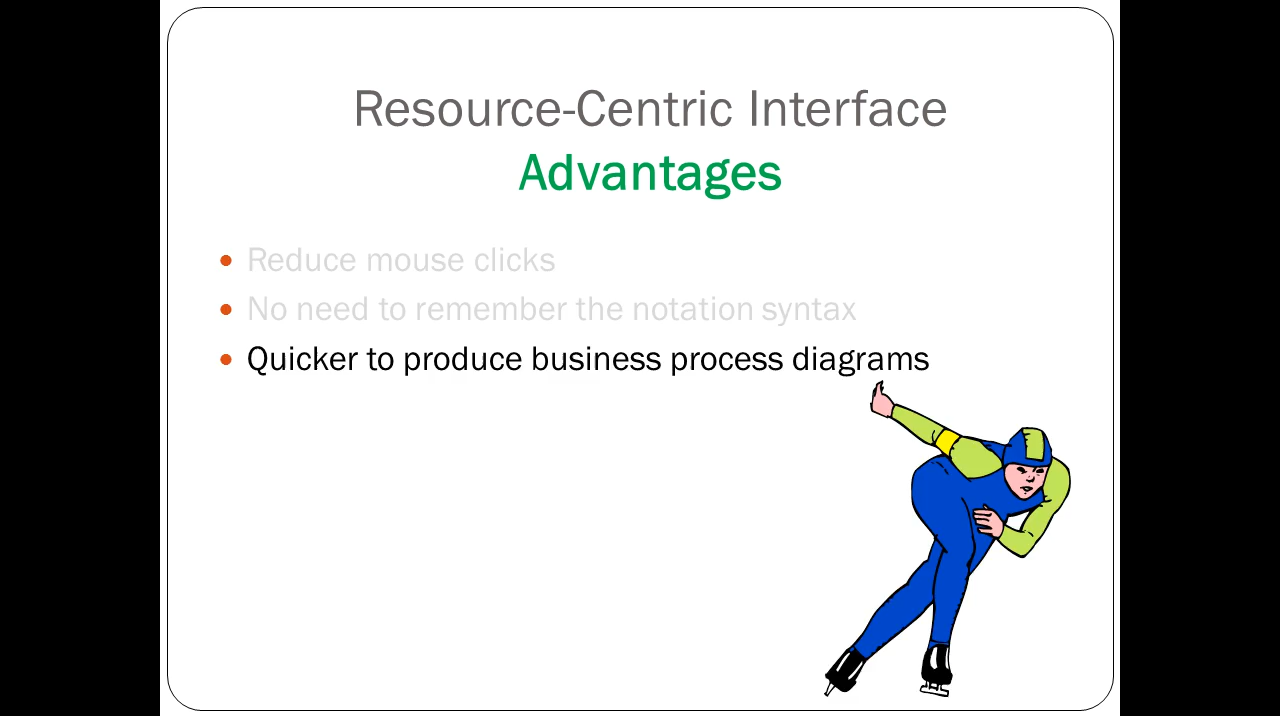 Resource-Centric Interface
Advantages
• Reduce mouse clicks
• No need to remember the notation syntax
• Quicker to produce business process diagrams